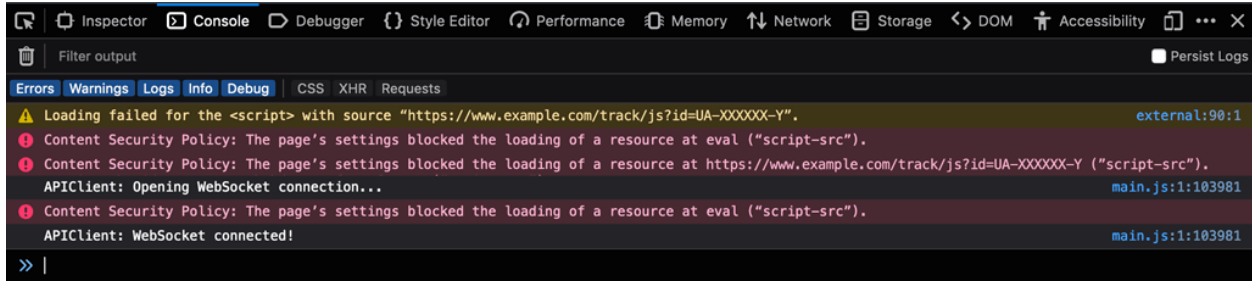 Inspector Console Debugger {} Style Editor Performance Memory Network Storage DOM Accessibility
Filter output Persist Logs
Errors Warnings Logs Info Debug CSS XHR Requests
Loading failed for the <script> with source “https://www.example.com/track/js?id=UA-XXXXXX-Y”. external:90:1
Content Security Policy: The page’s settings blocked the loading of a resource at eval (“script-src”).
Content Security Policy: The page’s settings blocked the loading of a resource at https://www.example.com/track/js?id=UA-XXXXXX-Y (”script-src”).
APIClient: Opening WebSocket connection... main.js:1:103981
Content Security Policy: The page’s settings blocked the loading of a resource at eval (“script-src”).
APIClient: WebSocket connected! main.js:1:103981